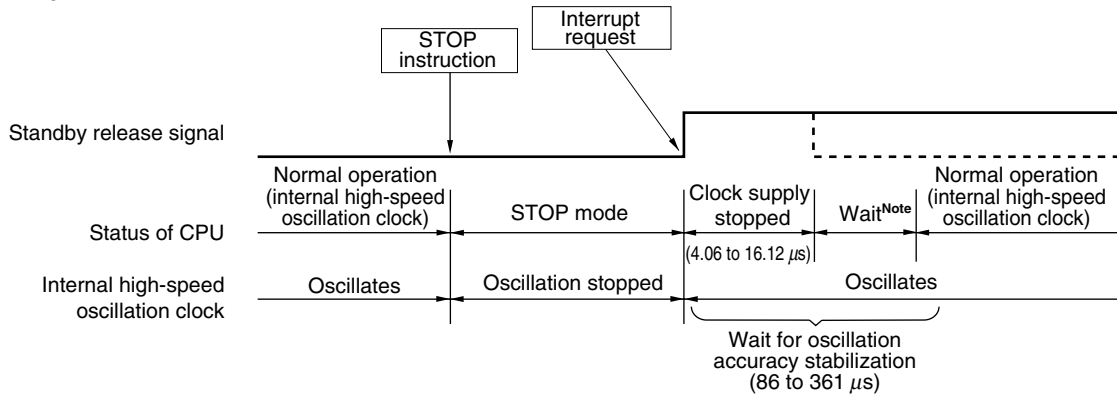 STOP
instruction
Interrupt
request
Standby release signal
Normal operation
(internal high-speed
oscillation clock)
STOP mode
Clock supply
stopped
(4.06 to 16.12 μs)
WaitNote
Normal operation
(internal high-speed
oscillation clock)
Status of CPU
Internal high-speed
oscillation clock
Oscillates
Oscillation stopped
Oscillates
Wait for oscillation
accuracy stabilization
(86 to 361 μs)